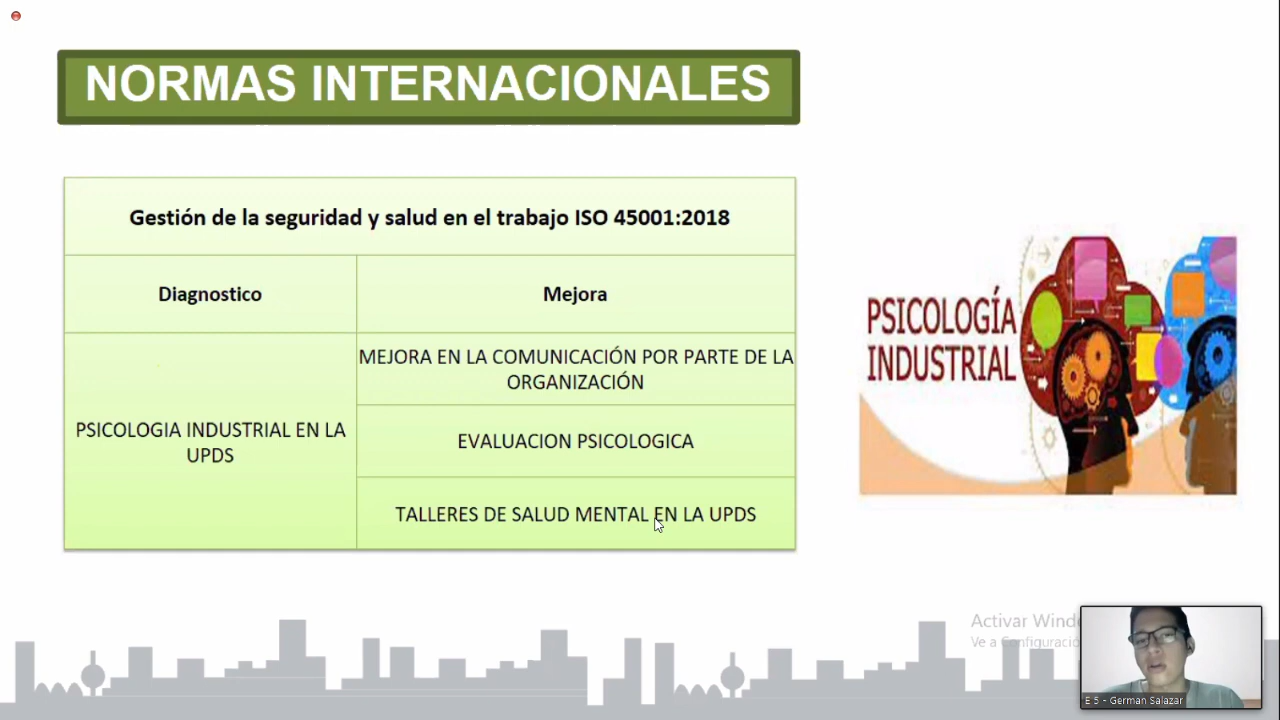 NORMAS INTERNACIONALES
Gestión de la seguridad y salud en el trabajo ISO 45001:2018
Diagnostico
Mejora
PSICOLOGIA INDUSTRIAL EN LA
UPDS
MEJORA EN LA COMUNICACIÓN POR PARTE DE LA
ORGANIZACIÓN
EVALUACION PSICOLOGICA
TALLERES DE SALUD MENTAL EN LA UPDS
PSICOLOGÍA
INDUSTRIAL
Activar Wind
Ve a Configuració
E 5 - German Salazar